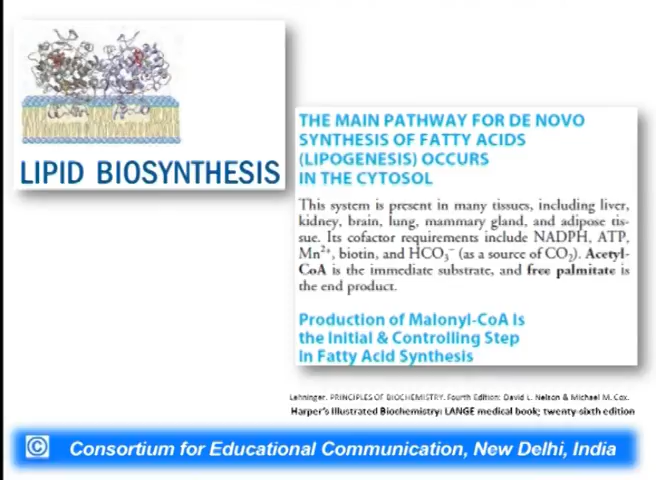 LIPID BIOSYNTHESIS
THE MAIN PATHWAY FOR DE NOVO
SYNTHESIS OF FATTY ACIDS
(LIPOGENESIS) OCCURS
IN THE CYTOSOL
This system is present in many tissues, including liver,
kidney, brain, lung, mammary gland, and adipose tis-
sue. Its cofactor requirements include NADPH, ATP,
Mn²⁺, biotin, and HCO₃⁻ (as a source of CO₂). Acetyl-
CoA is the immediate substrate, and free palmitate is
the end product.
Production of Malonyl-CoA Is
the Initial & Controlling Step
in Fatty Acid Synthesis
Lehninger. PRINCIPLES OF BIOCHEMISTRY. Fourth Edition: David L. Nelson & Michael M. Cox.
Harper's Illustrated Biochemistry: LANGE medical book; twenty-sixth edition
© Consortium for Educational Communication, New Delhi, India